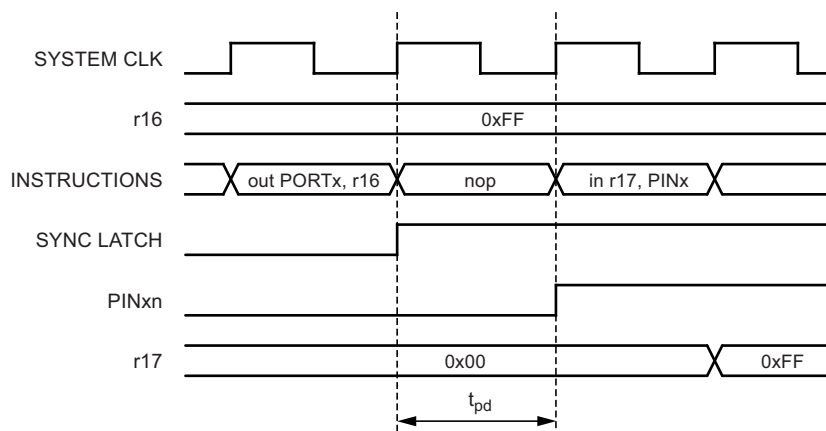 SYSTEM CLK
r16
0xFF
INSTRUCTIONS
out PORTx, r16
nop
in r17, PINx
SYNC LATCH
PINxn
r17
0x00
0xFF
tpd